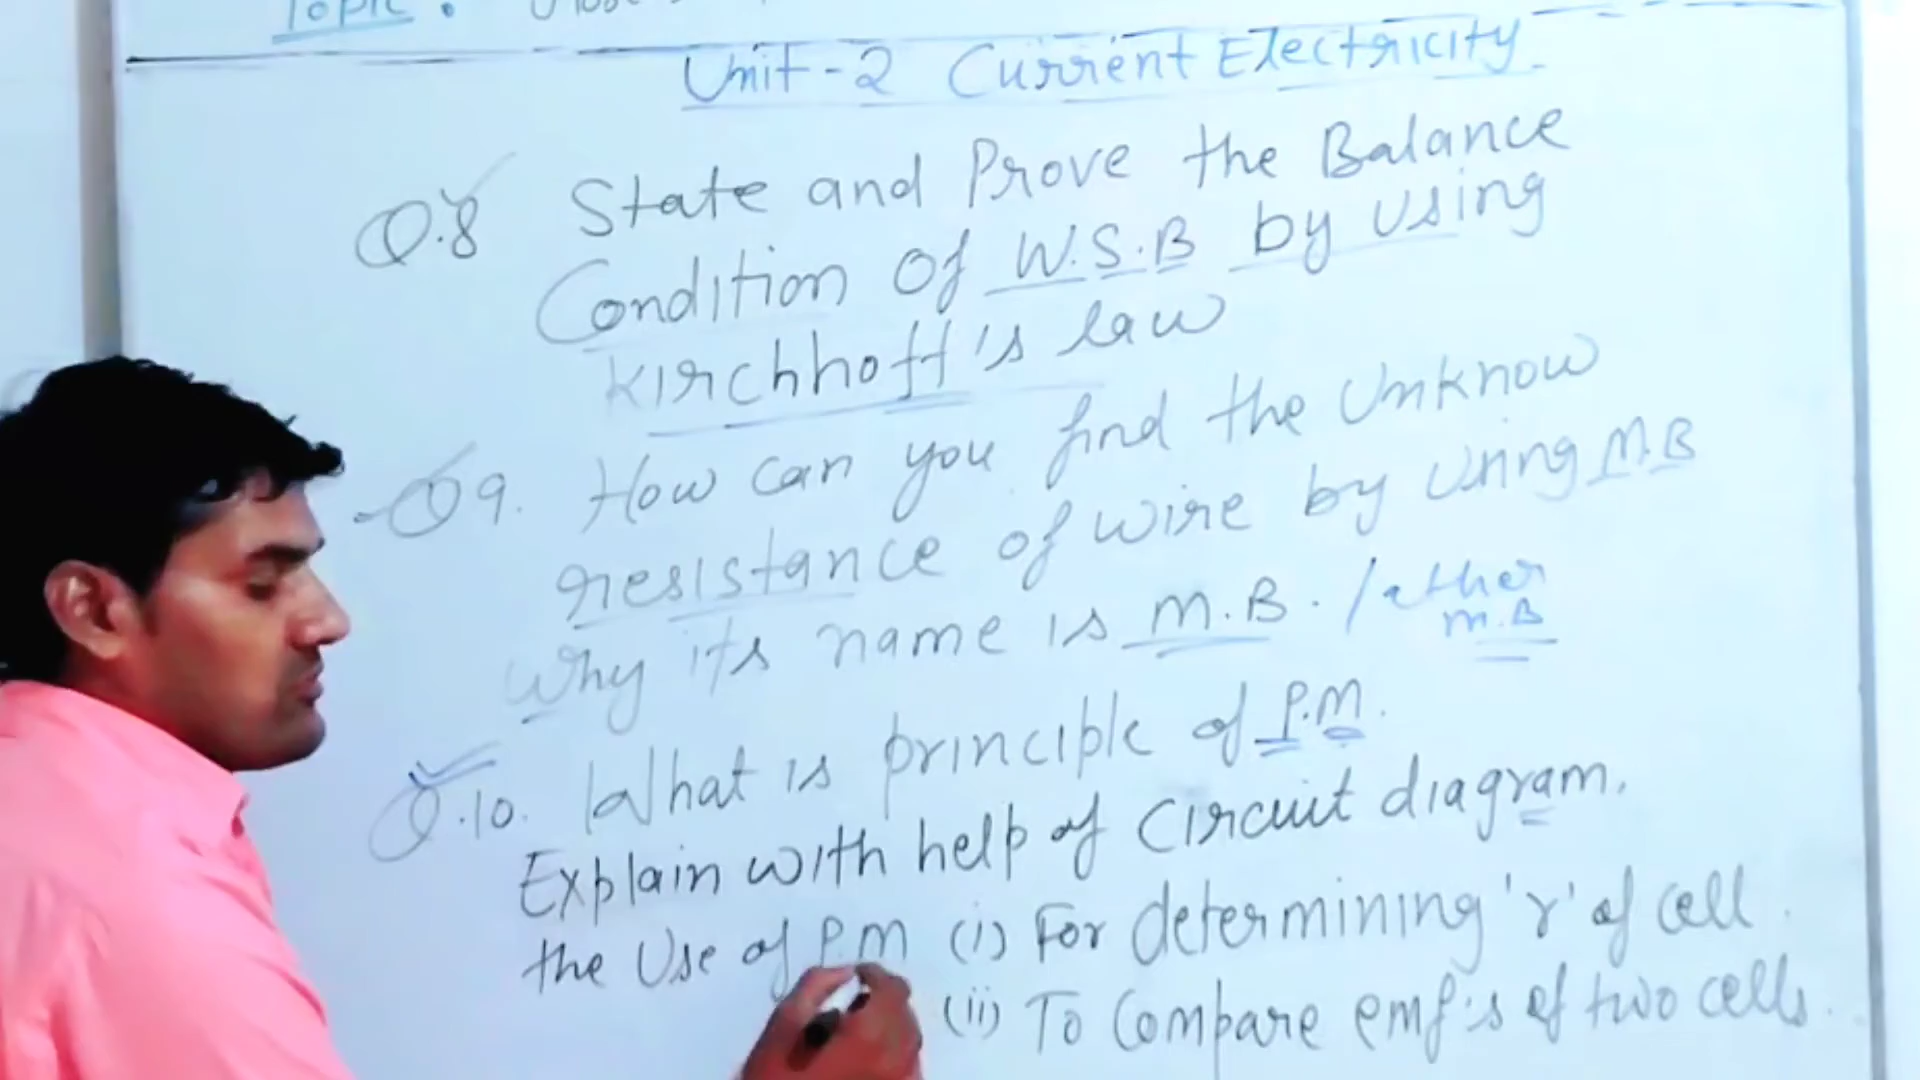 Topic :
Unit-2 Current Electricity
Q.8 State and Prove the Balance
Condition Of W.S.B by Using
Kirchhoff's law
Q9. How can you find the Unknow
resistance of wire by Using M.B
Why its name is M.B. / other
M.B
Q.10. What is principle of P.M.
Explain with help of Circuit diagram.
the Use of P.M (i) For determining 'r' of cell.
(ii) To Compare emf's of two cells.